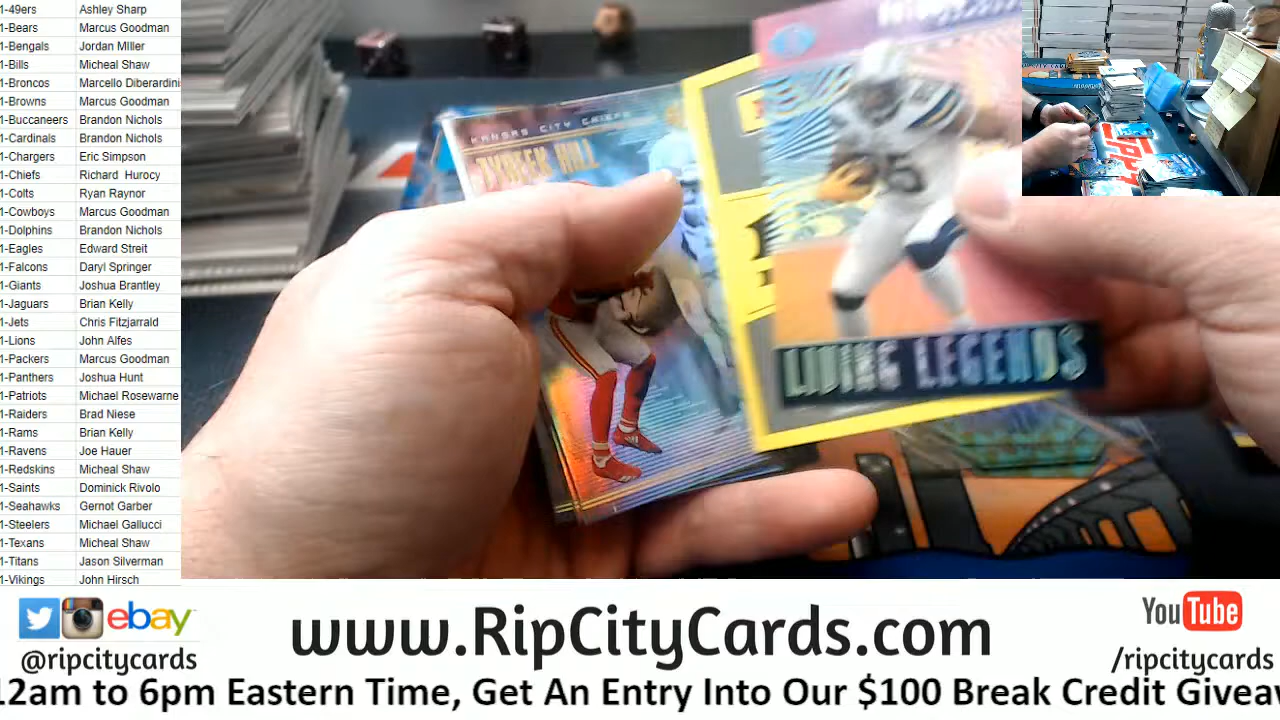 1-49ers Ashley Sharp
1-Bears Marcus Goodman
1-Bengals Jordan MIller
1-Bills Micheal Shaw
1-Broncos Marcello Diberardini
1-Browns Marcus Goodman
1-Buccaneers Brandon Nichols
1-Cardinals Brandon Nichols
1-Chargers Eric Simpson
1-Chiefs Richard Hurocy
1-Colts Ryan Raynor
1-Cowboys Marcus Goodman
1-Dolphins Brandon Nichols
1-Eagles Edward Streit
1-Falcons Daryl Springer
1-Giants Joshua Brantley
1-Jaguars Brian Kelly
1-Jets Chris Fitzjarrald
1-Lions John Alfes
1-Packers Marcus Goodman
1-Panthers Joshua Hunt
1-Patriots Michael Rosewarne
1-Raiders Brad Niese
1-Rams Brian Kelly
1-Ravens Joe Hauer
1-Redskins Micheal Shaw
1-Saints Dominick Rivolo
1-Seahawks Gernot Garber
1-Steelers Michael Gallucci
1-Texans Micheal Shaw
1-Titans Jason Silverman
1-Vikings John Hirsch
KANSAS CITY CHIEFS
TYREEK HILL
LIVING LEGENDS
ebay
@ripcitycards
www.RipCityCards.com
YouTube
/ripcitycards
12am to 6pm Eastern Time, Get An Entry Into Our $100 Break Credit Giveaw